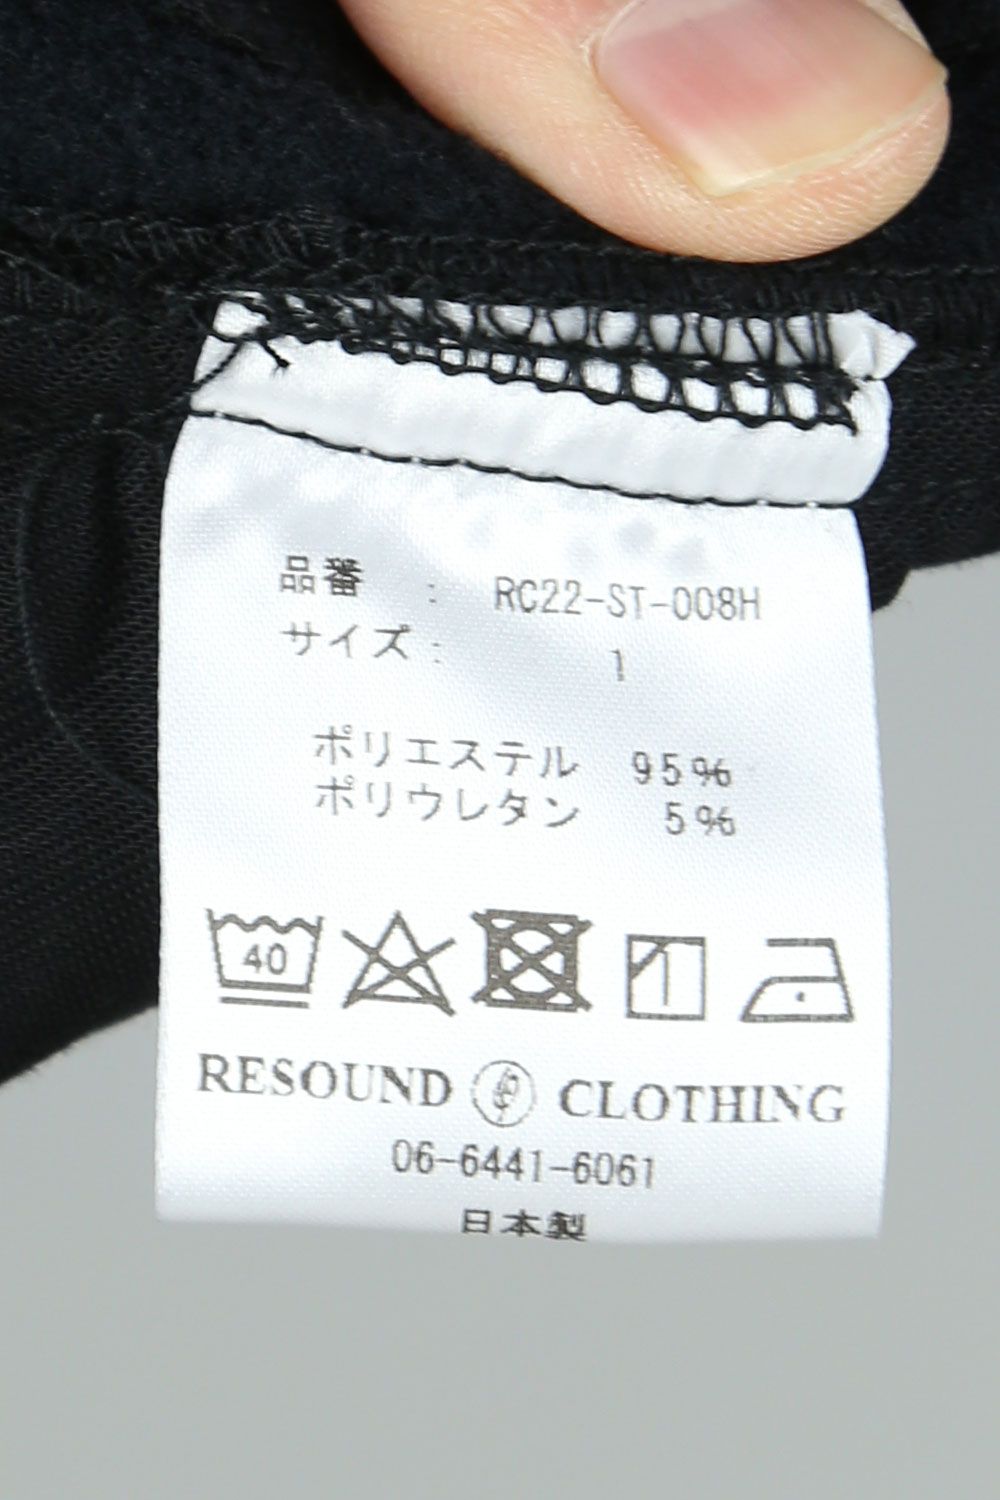 品番 : RC22-ST-008H
サイズ : 1
ポリエステル 95%
ポリウレタン 5%
40
RESOUND CLOTHING
06-6441-6061
日本製